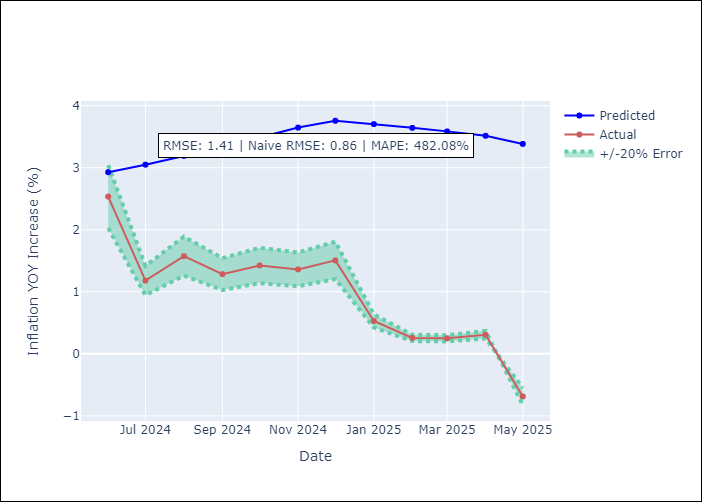 4
3
2
1
0
−1
Inflation YOY Increase (%)
RMSE: 1.41 | Naive RMSE: 0.86 | MAPE: 482.08%
Predicted
Actual
+/-20% Error
Jul 2024
Sep 2024
Nov 2024
Jan 2025
Mar 2025
May 2025
Date